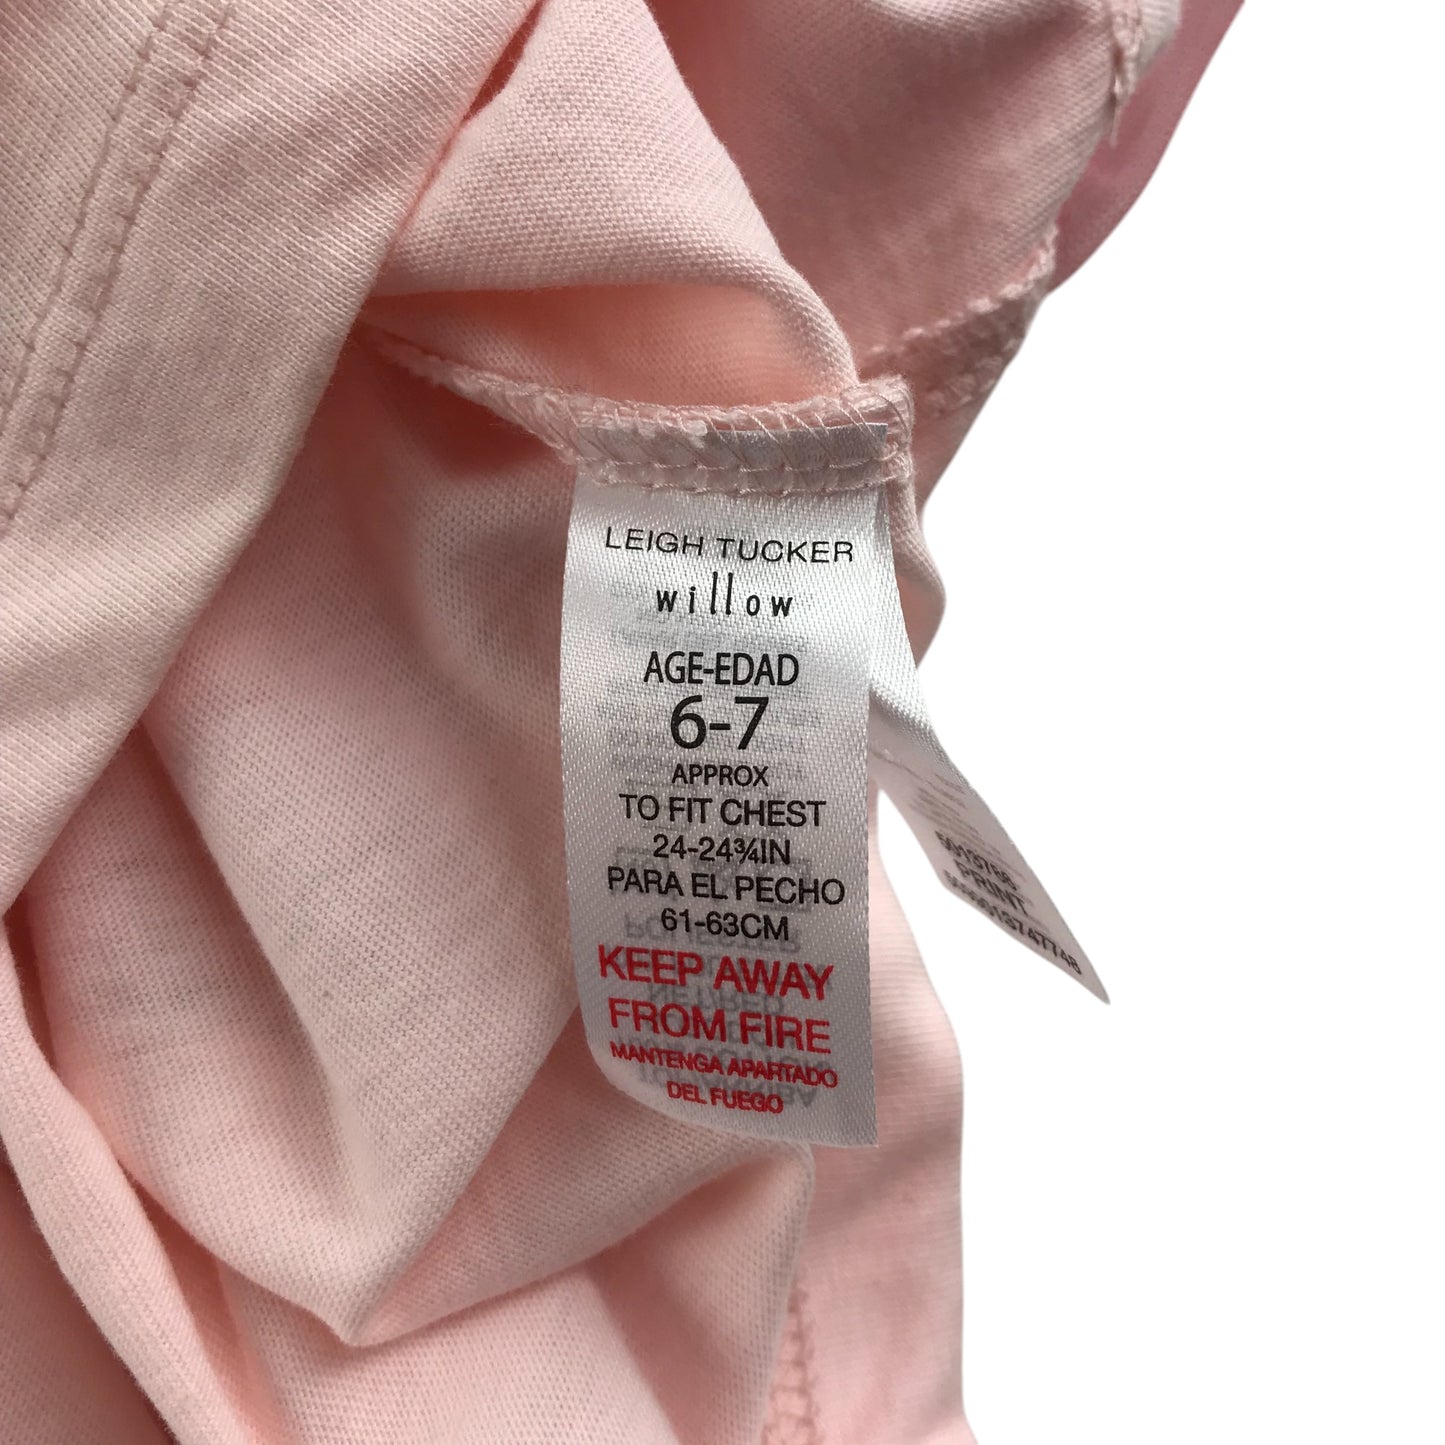 LEIGH TUCKER
willow
AGE-EDAD
6-7
APPROX
TO FIT CHEST
24-24¾IN
PARA EL PECHO
61-63CM
KEEP AWAY
FROM FIRE
MANTENGA APARTADO
DEL FUEGO
PRINT